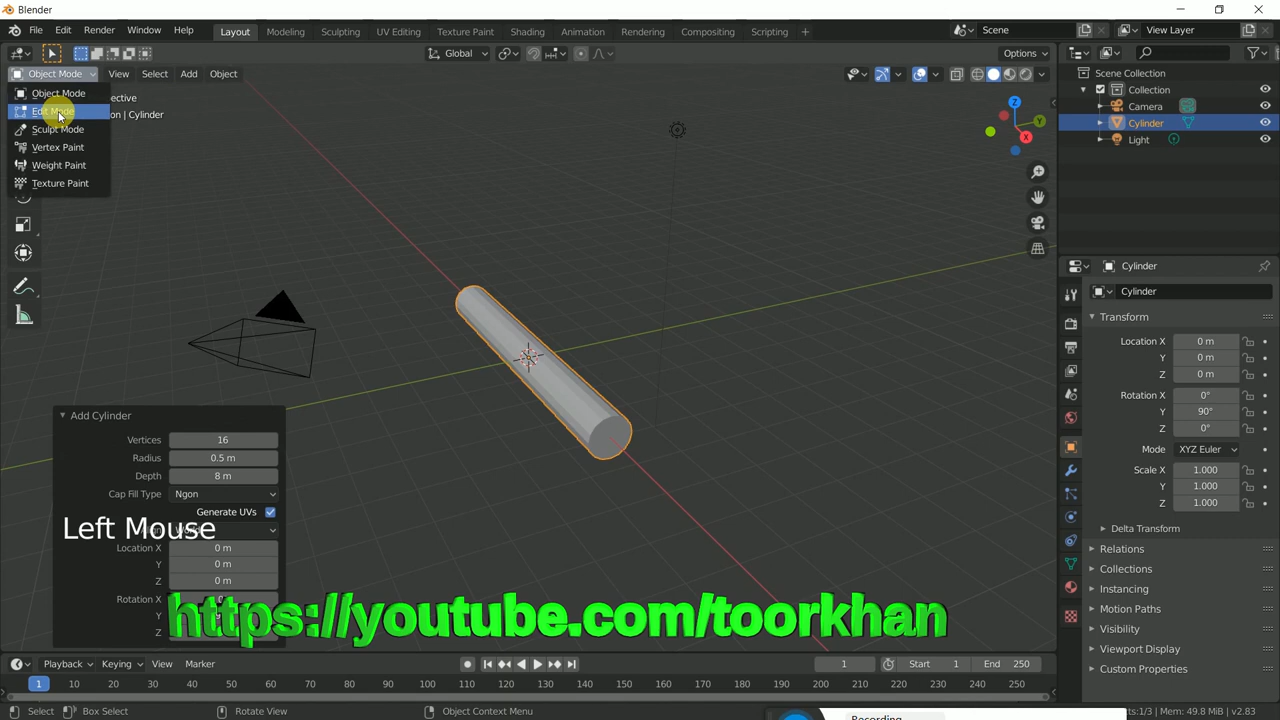 Blender
File Edit Render Window Help Layout Modeling Sculpting UV Editing Texture Paint Shading Animation Rendering Compositing Scripting + Scene View Layer
Global Options
Object Mode View Select Add Object
Object Mode
Edit Mode
Sculpt Mode
Vertex Paint
Weight Paint
Texture Paint
ective
on | Cylinder
Z
Y
X
Scene Collection
Collection
Camera
Cylinder
Light
Cylinder
Cylinder
Transform
Location X 0 m
Y 0 m
Z 0 m
Rotation X 0°
Y 90°
Z 0°
Mode XYZ Euler
Scale X 1.000
Y 1.000
Z 1.000
Delta Transform
Relations
Collections
Instancing
Motion Paths
Visibility
Viewport Display
Custom Properties
Add Cylinder
Vertices 16
Radius 0.5 m
Depth 8 m
Cap Fill Type Ngon
Generate UVs
Left Mouse
Location X 0 m
Y 0 m
Z 0 m
Rotation X
Y
Z
https://youtube.com/toorkhan
Playback Keying View Marker 1 Start 1 End 250
1 10 20 30 40 50 60 70 80 90 100 110 120 130 140 150 160 170 180 190 200 210 220 230 240 250
Select Box Select Rotate View Object Context Menu ts:1/3 | Mem: 49.8 MiB | v2.83